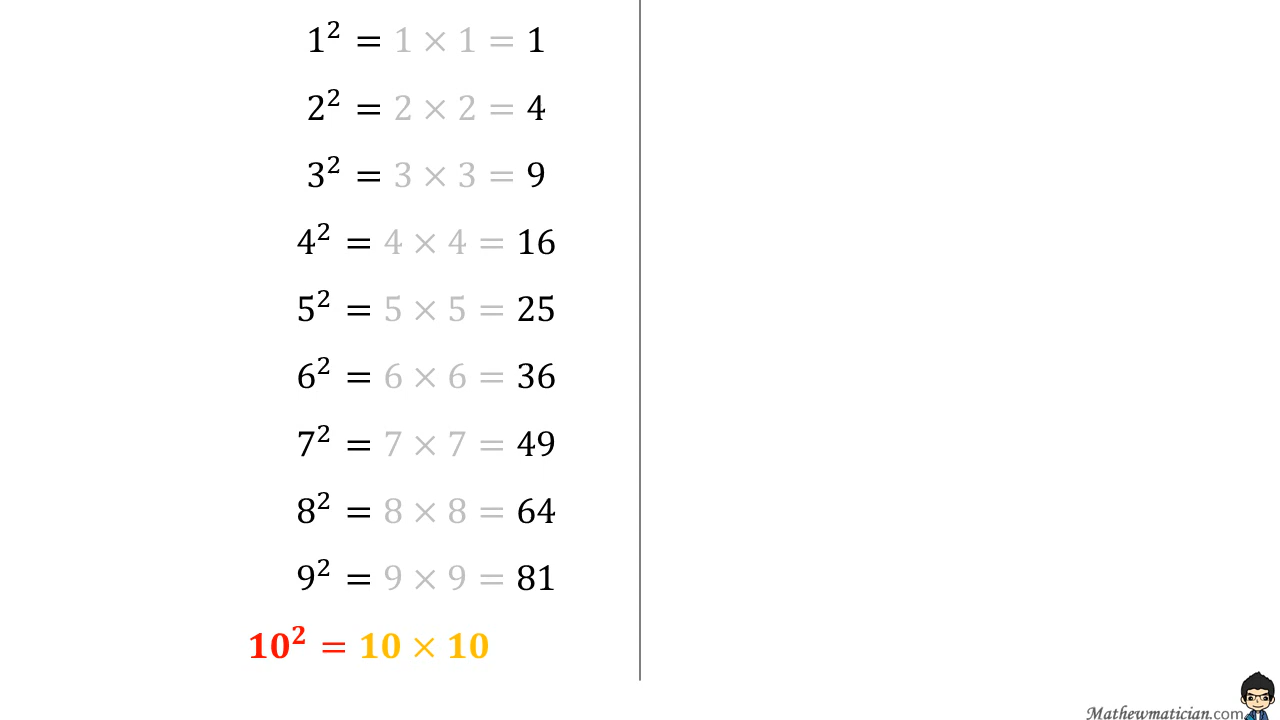 1² = 1 × 1 = 1
2² = 2 × 2 = 4
3² = 3 × 3 = 9
4² = 4 × 4 = 16
5² = 5 × 5 = 25
6² = 6 × 6 = 36
7² = 7 × 7 = 49
8² = 8 × 8 = 64
9² = 9 × 9 = 81
10² = 10 × 10
Mathewmatician.com